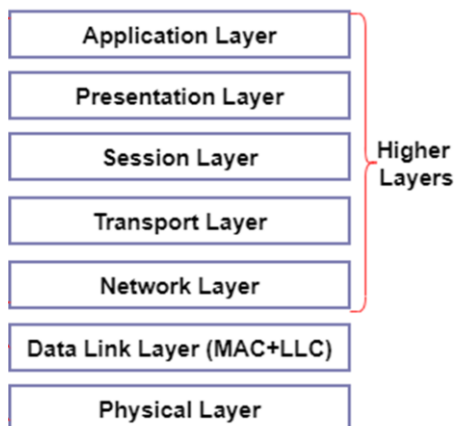 Application Layer
Presentation Layer
Session Layer
Higher
Layers
Transport Layer
Network Layer
Data Link Layer (MAC+LLC)
Physical Layer